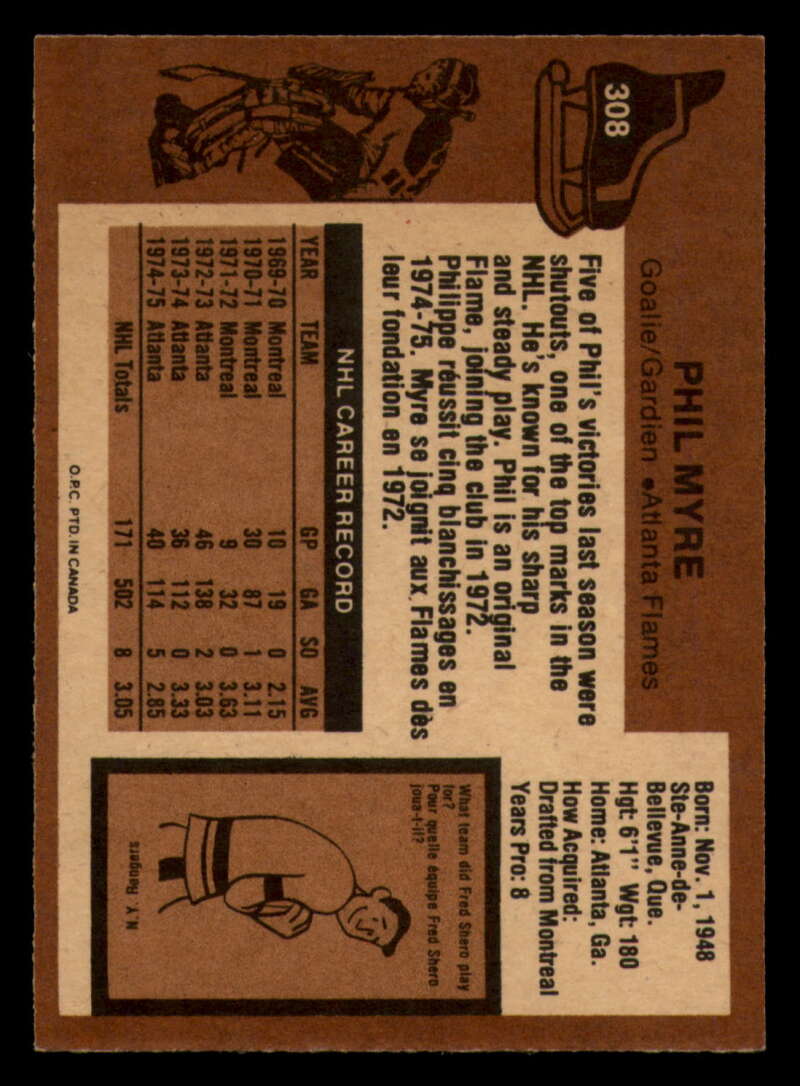 308
PHIL MYRE
Goalie/Gardien • Atlanta Flames
Five of Phil's victories last season were
shutouts, one of the top marks in the
NHL. He's known for his sharp
and steady play. Phil is an original
Flame, joining the club in 1972.
Philippe réussit cinq blanchissages en
1974-75. Myre se joignit aux Flames dès
leur fondation en 1972.
Born: Nov. 1, 1948
Ste-Anne-de-
Bellevue, Que.
Hgt: 6'1" Wgt: 180
Home: Atlanta, Ga.
How Acquired:
Drafted from Montreal
Years Pro: 8
NHL CAREER RECORD
YEAR TEAM GP GA SO AVG
1969-70 Montreal 10 19 0 2.15
1970-71 Montreal 30 87 1 3.11
1971-72 Montreal 9 32 0 3.63
1972-73 Atlanta 46 138 2 3.03
1973-74 Atlanta 36 112 0 3.33
1974-75 Atlanta 40 114 5 2.85
NHL Totals 171 502 8 3.05
What team did Fred Shero play
for?
Pour quelle équipe Fred Shero
joua-t-il?
N.Y. Rangers
O.P.C. PTD. IN CANADA